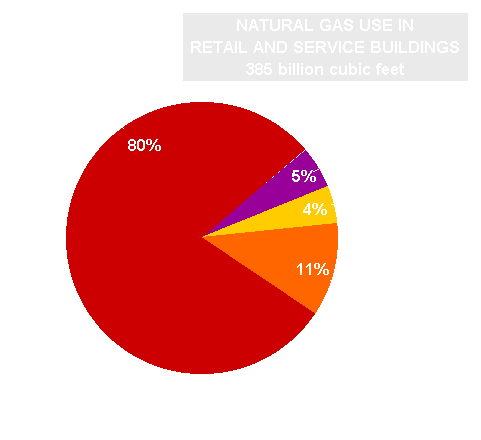 NATURAL GAS USE IN
RETAIL AND SERVICE BUILDINGS
385 billion cubic feet
80%
5%
4%
11%